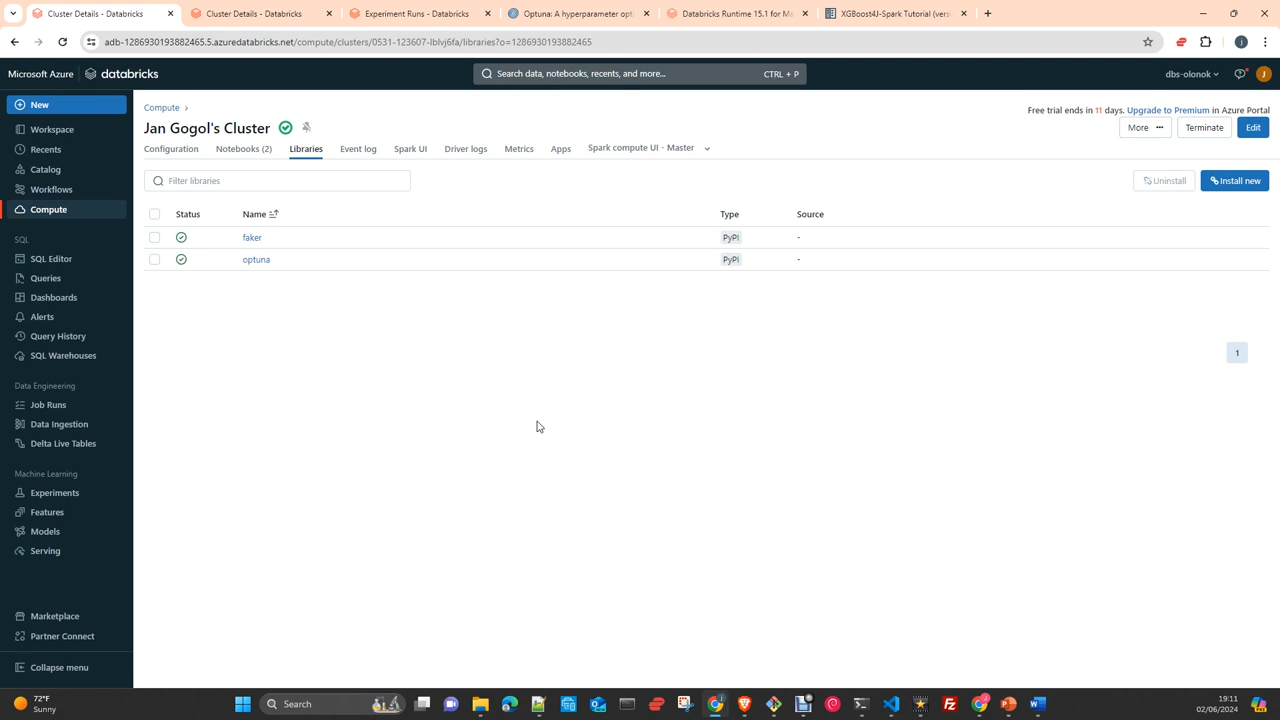 Cluster Details - Databricks
Cluster Details - Databricks
Experiment Runs - Databricks
Optuna: A hyperparameter opti
Databricks Runtime 15.1 for Ma
XGBoost4J-Spark Tutorial (versi
adb-1286930193882465.5.azuredatabricks.net/compute/clusters/0531-123607-lblvj6fa/libraries?o=1286930193882465
Microsoft Azure databricks
Search data, notebooks, recents, and more... CTRL + P
dbs-olonok
J
New
Workspace
Recents
Catalog
Workflows
Compute
SQL
SQL Editor
Queries
Dashboards
Alerts
Query History
SQL Warehouses
Data Engineering
Job Runs
Data Ingestion
Delta Live Tables
Machine Learning
Experiments
Features
Models
Serving
Marketplace
Partner Connect
Collapse menu
Compute ›
Free trial ends in 11 days. Upgrade to Premium in Azure Portal
Jan Gogol's Cluster
More Terminate Edit
Configuration Notebooks (2) Libraries Event log Spark UI Driver logs Metrics Apps Spark compute UI - Master
Filter libraries
Uninstall Install new
Status Name Type Source
faker PyPI -
optuna PyPI -
1
72°F
Sunny
Search
19:11
02/06/2024